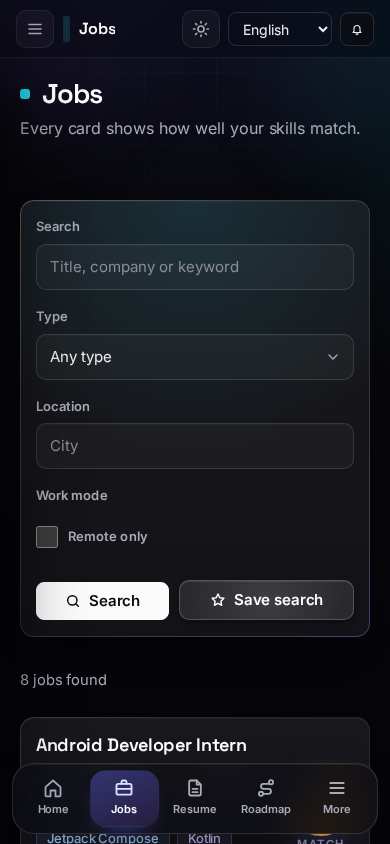 Jobs
English
Jobs
Every card shows how well your skills match.
Search
Title, company or keyword
Type
Any type
Location
City
Work mode
Remote only
Search
Save search
8 jobs found
Android Developer Intern
Home
Jobs
Resume
Roadmap
More
Jetpack Compose
Kotlin
MATCH